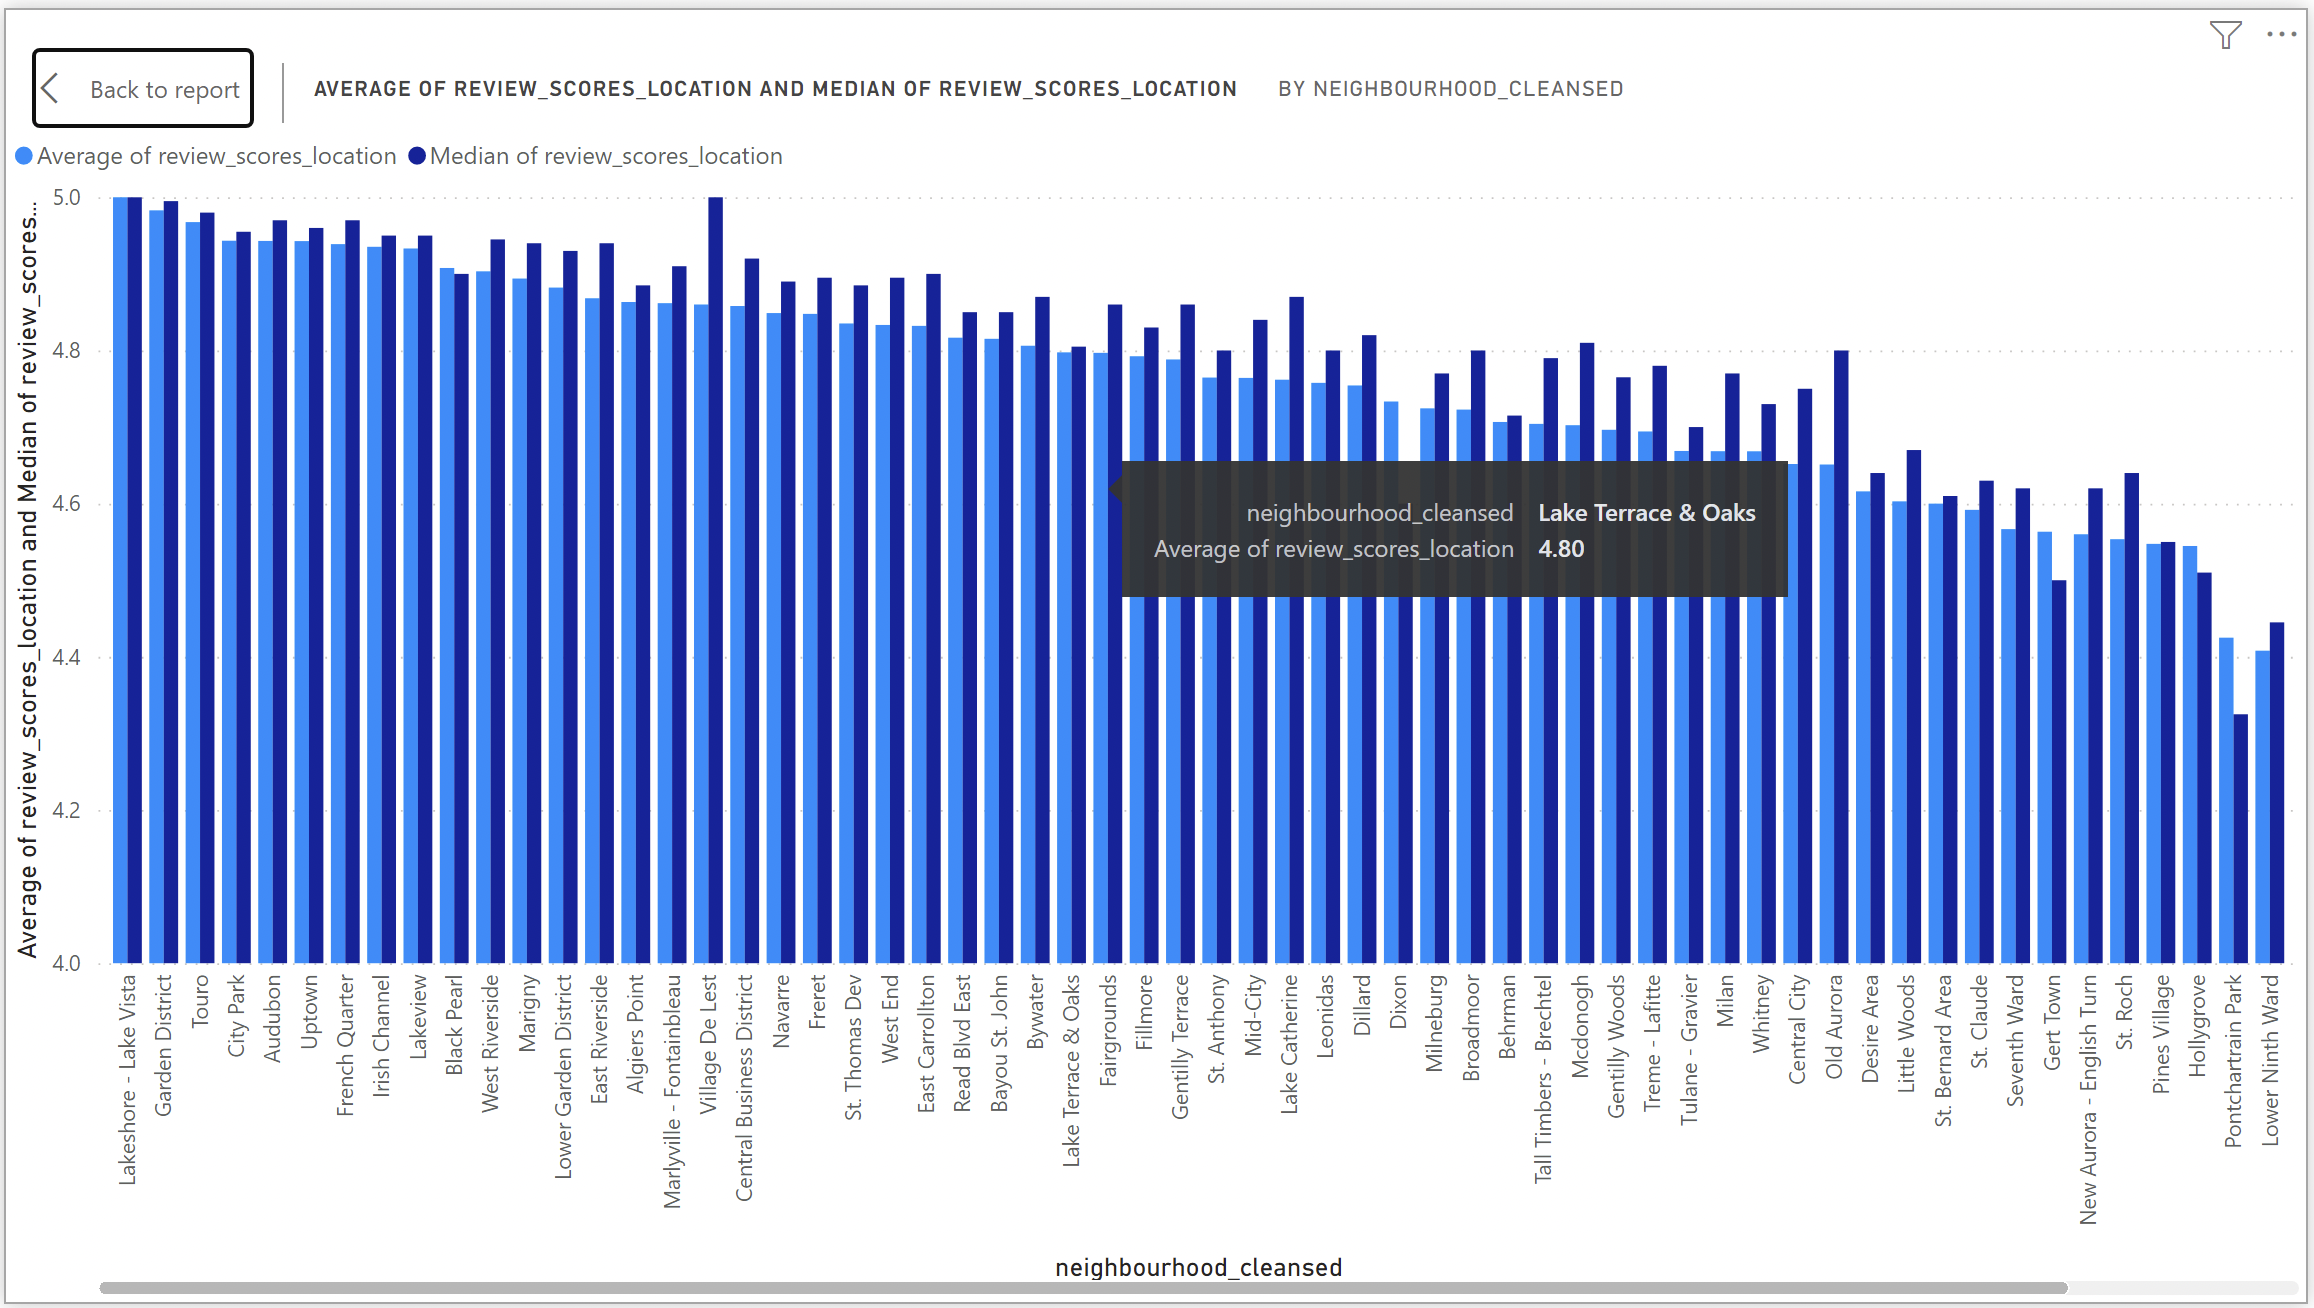 Back to report
AVERAGE OF REVIEW_SCORES_LOCATION AND MEDIAN OF REVIEW_SCORES_LOCATION BY NEIGHBOURHOOD_CLEANSED
Average of review_scores_location Median of review_scores_location
Average of review_scores_location and Median of review_scores...
5.0
4.8
4.6
4.4
4.2
4.0
neighbourhood_cleansed Lake Terrace & Oaks
Average of review_scores_location 4.80
Lakeshore - Lake Vista
Garden District
Touro
City Park
Audubon
Uptown
French Quarter
Irish Channel
Lakeview
Black Pearl
West Riverside
Marigny
Lower Garden District
East Riverside
Algiers Point
Marlyville - Fontainbleau
Village De Lest
Central Business District
Navarre
Freret
St. Thomas Dev
West End
East Carrollton
Read Blvd East
Bayou St. John
Bywater
Lake Terrace & Oaks
Fairgrounds
Fillmore
Gentilly Terrace
St. Anthony
Mid-City
Lake Catherine
Leonidas
Dillard
Dixon
Milneburg
Broadmoor
Behrman
Tall Timbers - Brechtel
Mcdonogh
Gentilly Woods
Treme - Lafitte
Tulane - Gravier
Milan
Whitney
Central City
Old Aurora
Desire Area
Little Woods
St. Bernard Area
St. Claude
Seventh Ward
Gert Town
New Aurora - English Turn
St. Roch
Pines Village
Hollygrove
Pontchartrain Park
Lower Ninth Ward
neighbourhood_cleansed